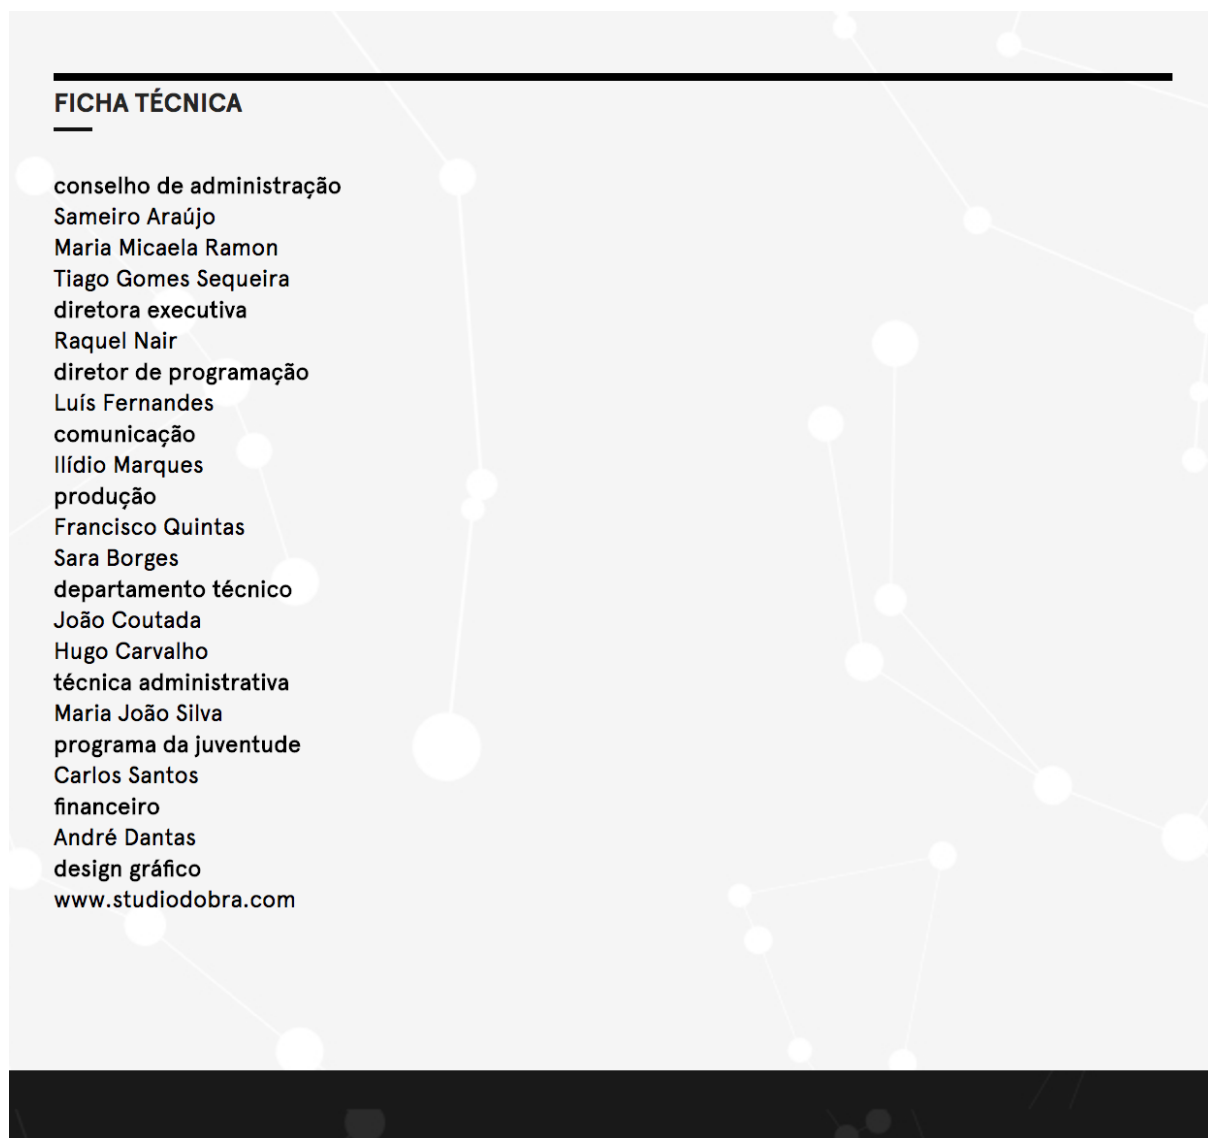 FICHA TÉCNICA
conselho de administração
Sameiro Araújo
Maria Micaela Ramon
Tiago Gomes Sequeira
diretora executiva
Raquel Nair
diretor de programação
Luís Fernandes
comunicação
Ilídio Marques
produção
Francisco Quintas
Sara Borges
departamento técnico
João Coutada
Hugo Carvalho
técnica administrativa
Maria João Silva
programa da juventude
Carlos Santos
financeiro
André Dantas
design gráfico
www.studiodobra.com